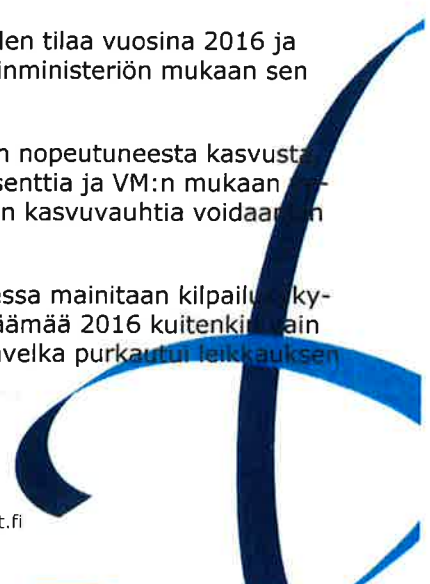 len tilaa vuosina 2016 ja
inministeriön mukaan sen
n nopeutuneesta kasvusta
senttia ja VM:n mukaan
n kasvuvauhtia voidaan
essa mainitaan kilpailuky-
äämää 2016 kuitenkin vain
velka purkautui leikkauksen
t.fi